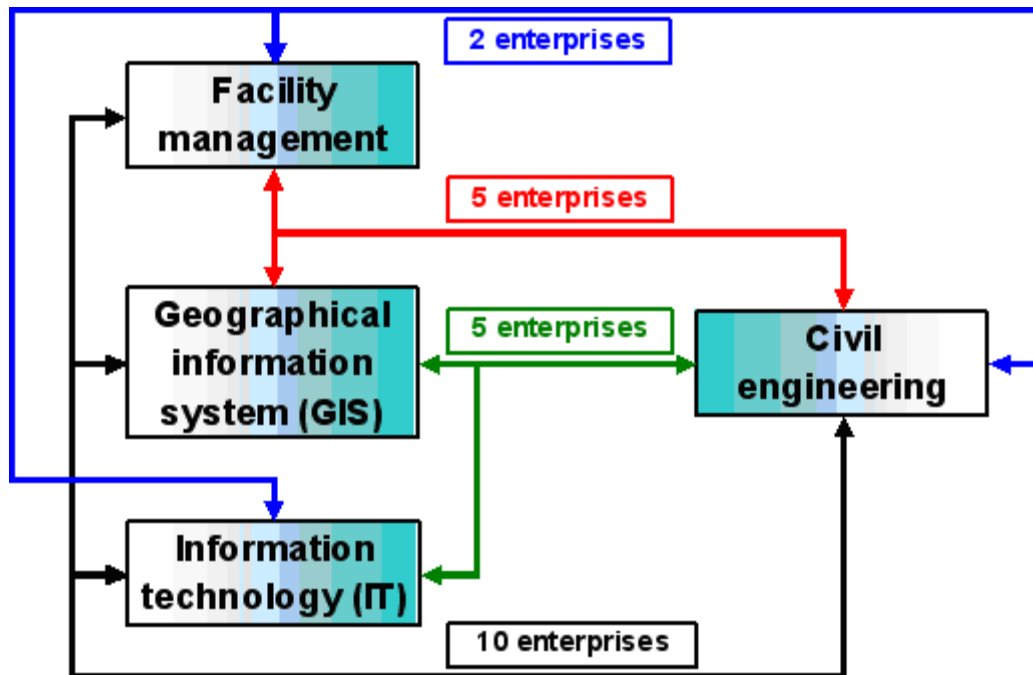 2 enterprises
Facility
management
5 enterprises
Geographical
information
system (GIS)
5 enterprises
Civil
engineering
Information
technology (IT)
10 enterprises